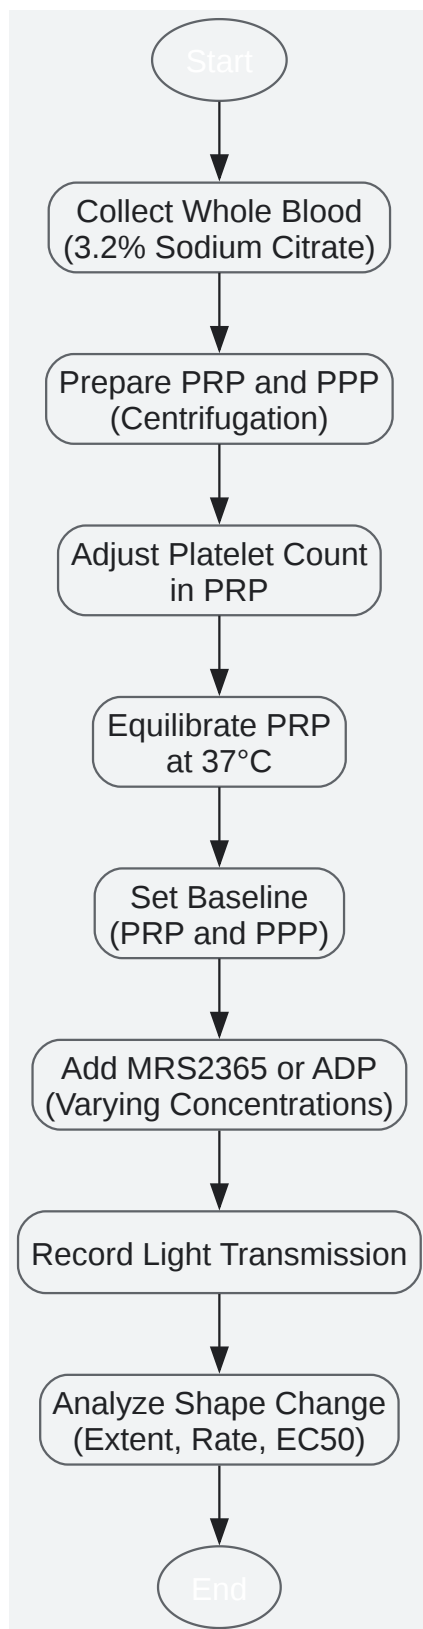 Start
Collect Whole Blood
(3.2% Sodium Citrate)
Prepare PRP and PPP
(Centrifugation)
Adjust Platelet Count
in PRP
Equilibrate PRP
at 37°C
Set Baseline
(PRP and PPP)
Add MRS2365 or ADP
(Varying Concentrations)
Record Light Transmission
Analyze Shape Change
(Extent, Rate, EC50)
End